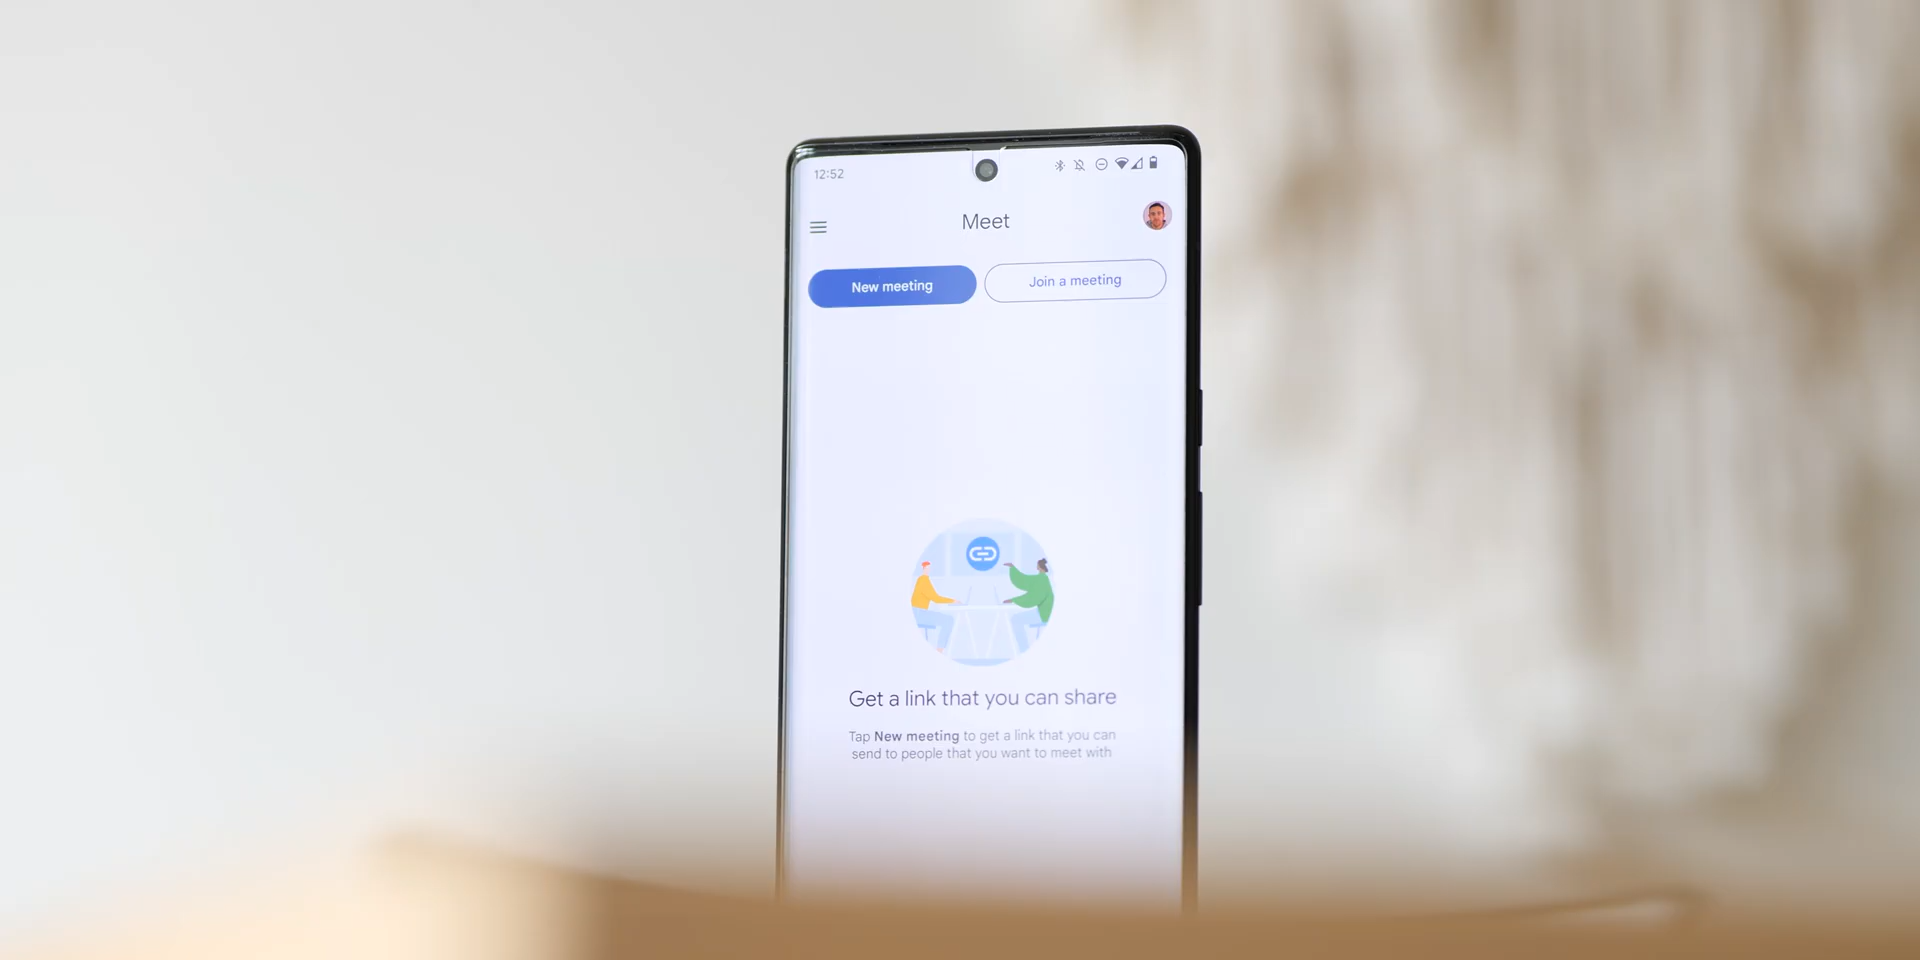 12:52
Meet
New meeting
Join a meeting
Get a link that you can share
Tap New meeting to get a link that you can
send to people that you want to meet with